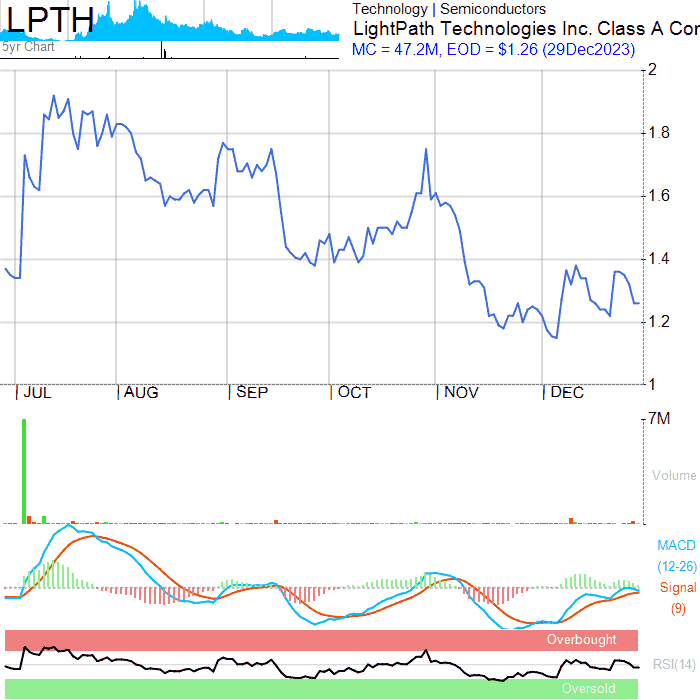 LPTH
5yr Chart
Technology | Semiconductors
LightPath Technologies Inc. Class A Cor
MC = 47.2M, EOD = $1.26 (29Dec2023)
2
1.8
1.6
1.4
1.2
1
JUL AUG SEP OCT NOV DEC
7M
Volume
MACD
(12-26)
Signal
(9)
Overbought
RSI(14)
Oversold